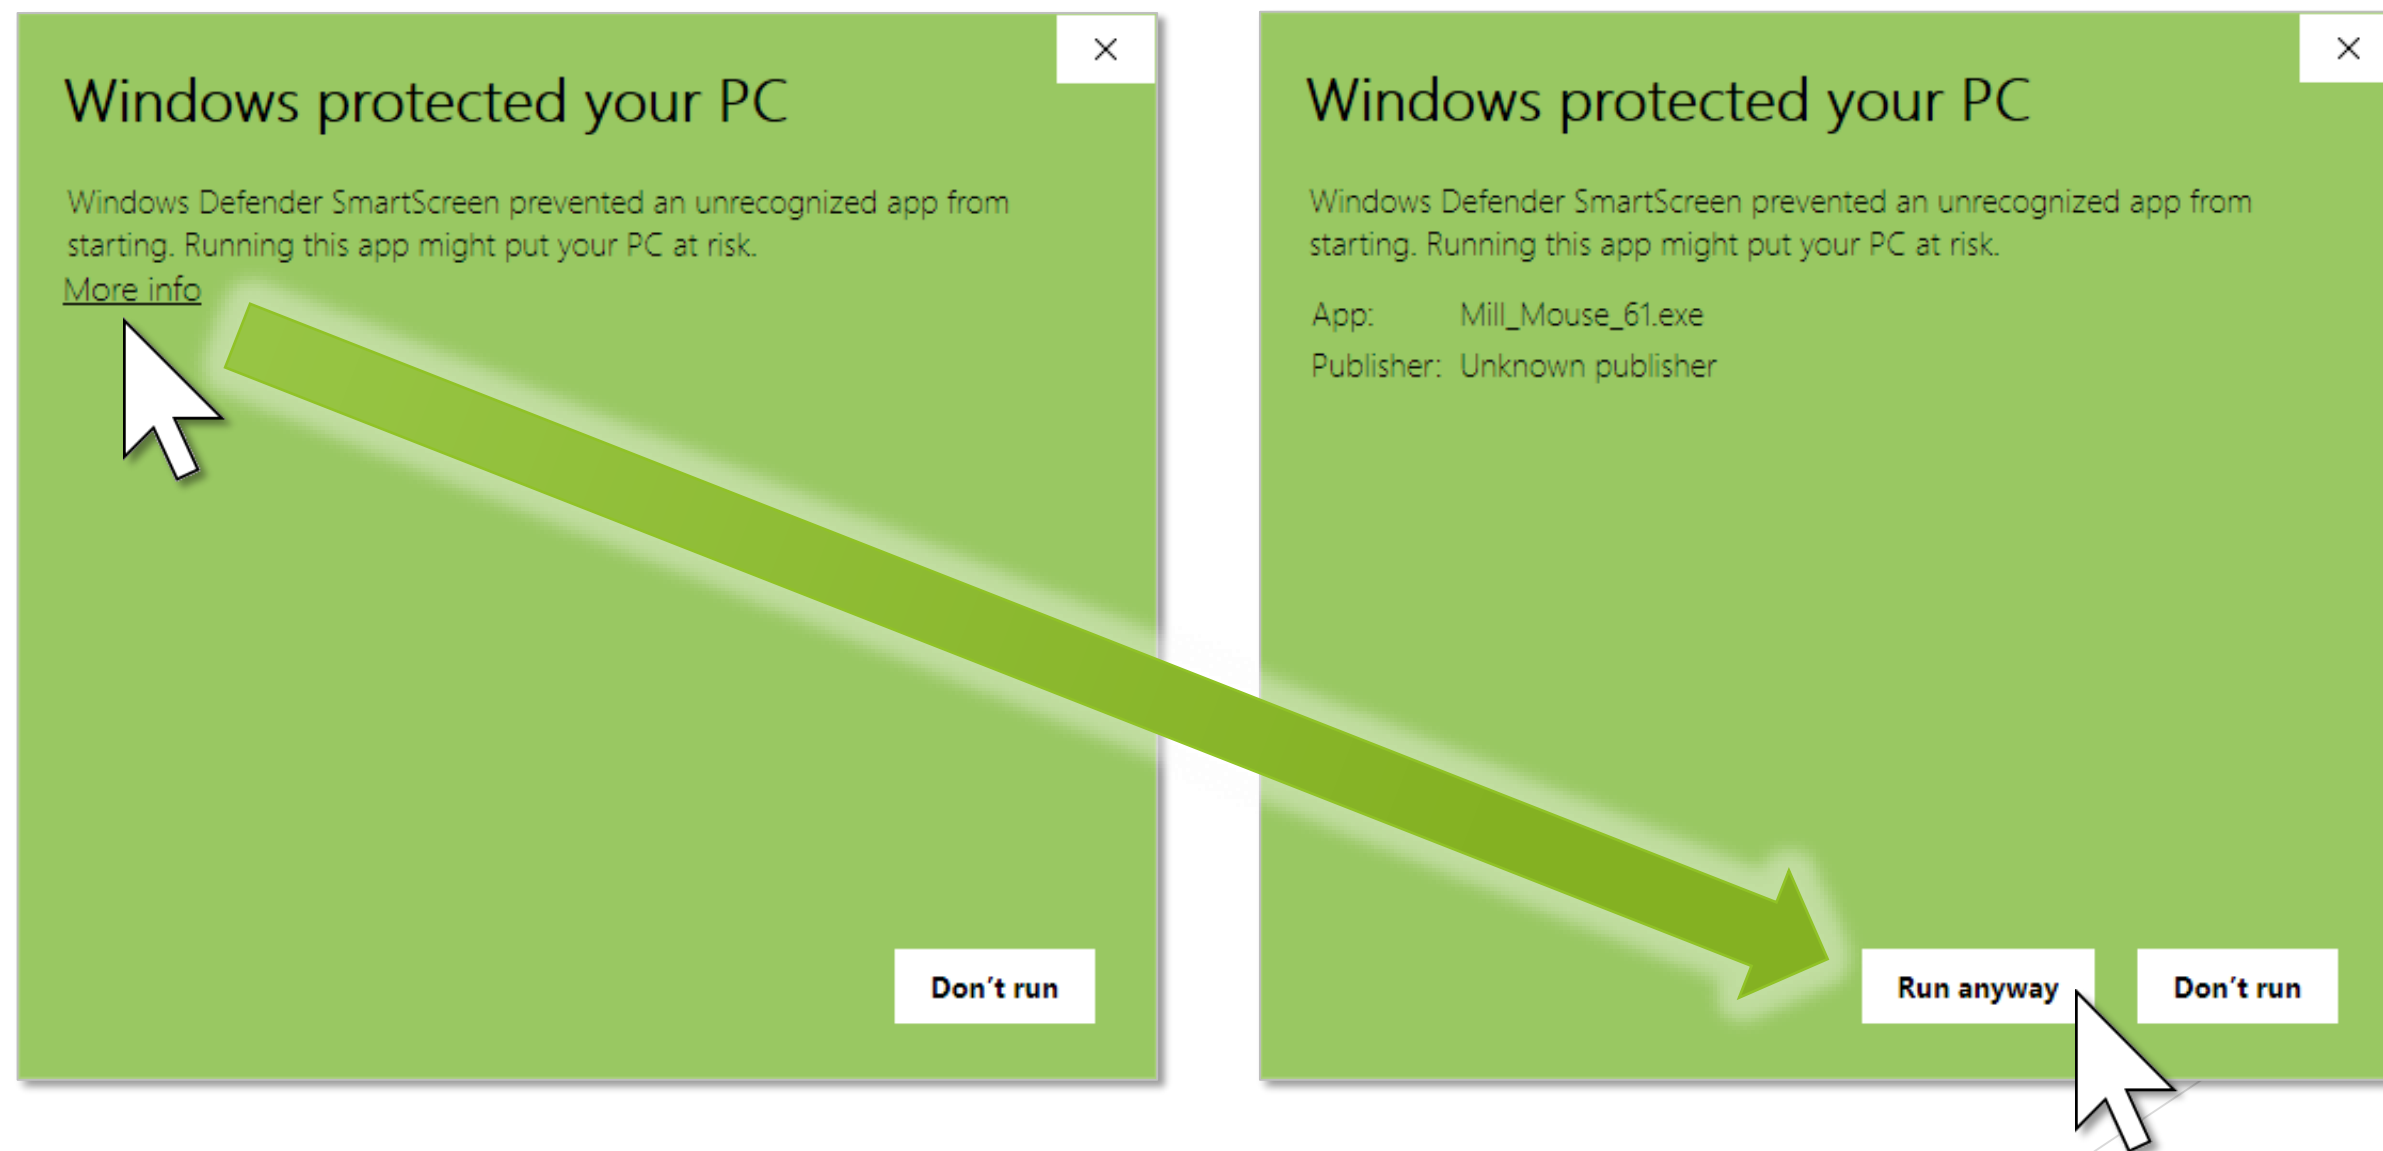 Windows protected your PC
Windows Defender SmartScreen prevented an unrecognized app from
starting. Running this app might put your PC at risk.
More info
Don't run
Windows protected your PC
Windows Defender SmartScreen prevented an unrecognized app from
starting. Running this app might put your PC at risk.
App: Mill_Mouse_61.exe
Publisher: Unknown publisher
Run anyway Don't run